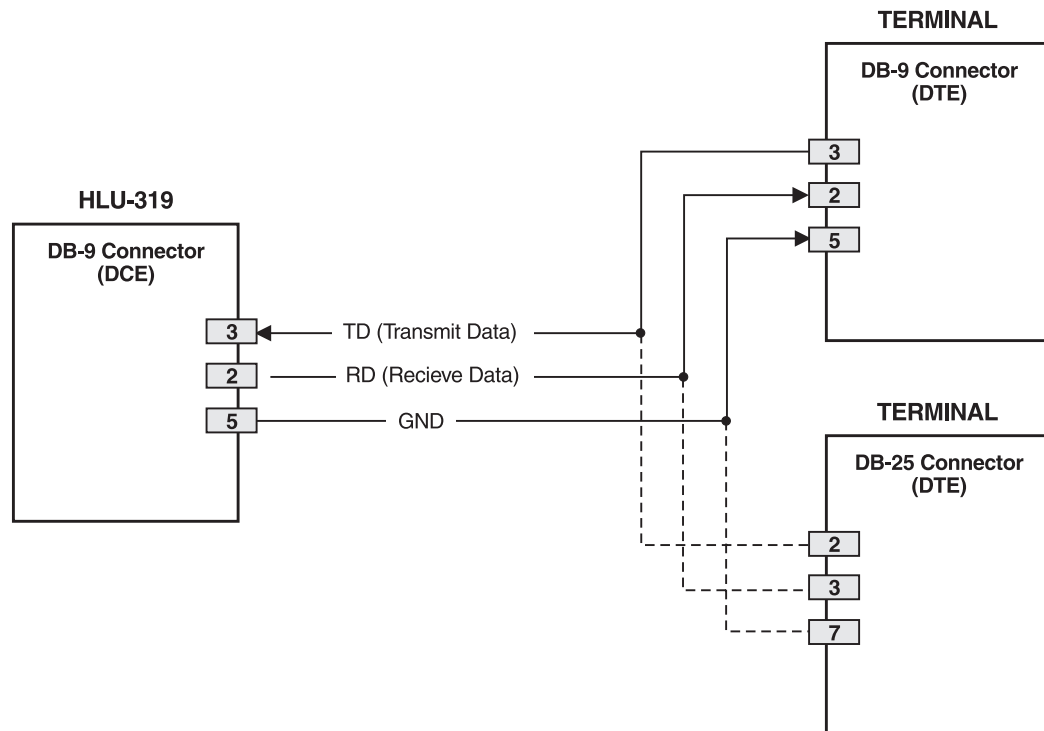 TERMINAL
DB-9 Connector
(DTE)
3
2
5
HLU-319
DB-9 Connector
(DCE)
3
2
5
TD (Transmit Data)
RD (Recieve Data)
GND
TERMINAL
DB-25 Connector
(DTE)
2
3
7